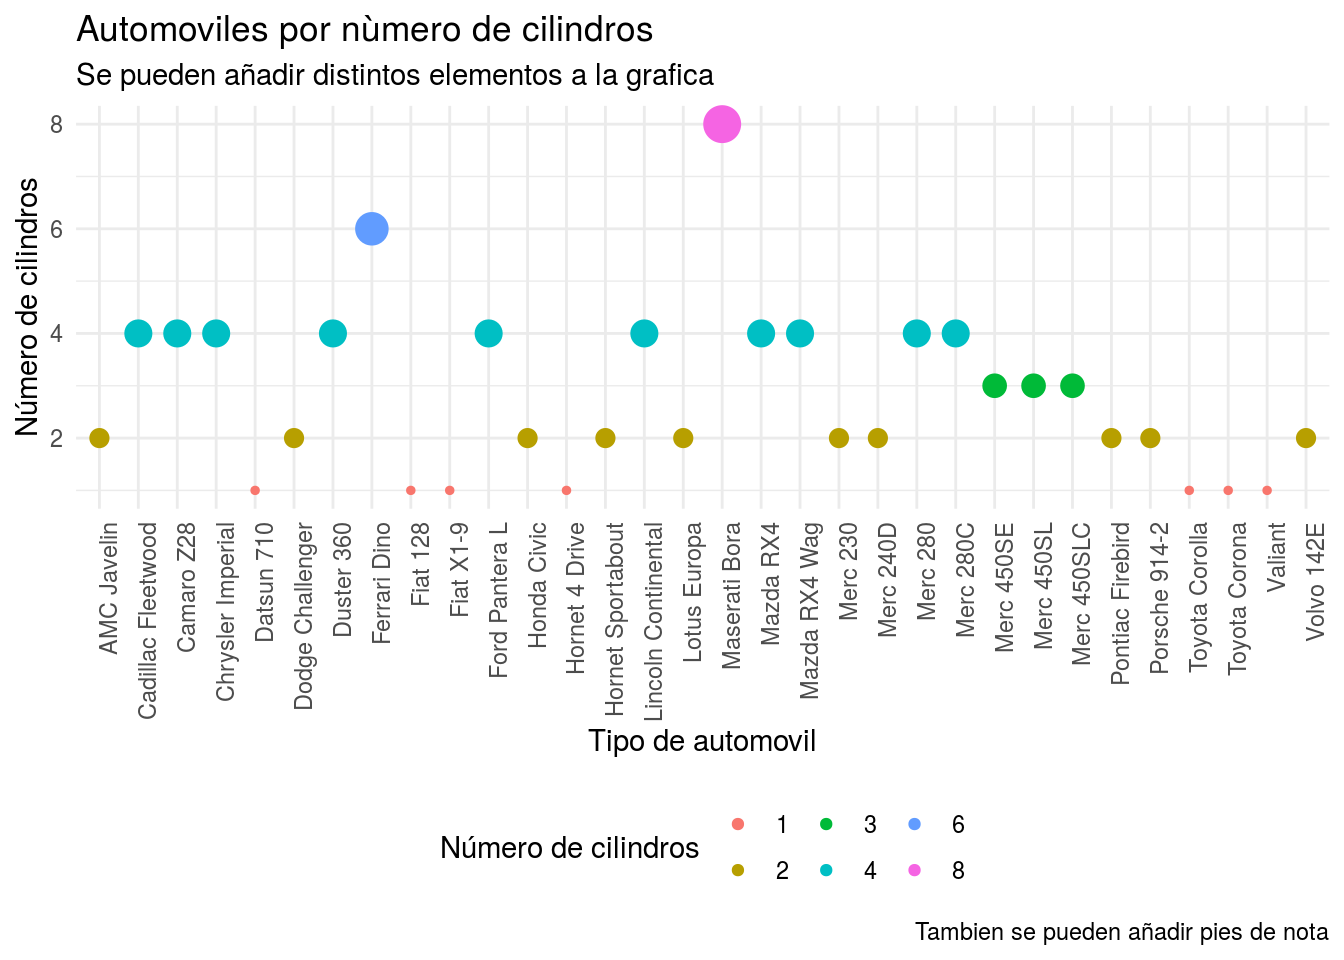 Automoviles por nùmero de cilindros
Se pueden añadir distintos elementos a la grafica
Número de cilindros
8
6
4
2
AMC Javelin
Cadillac Fleetwood
Camaro Z28
Chrysler Imperial
Datsun 710
Dodge Challenger
Duster 360
Ferrari Dino
Fiat 128
Fiat X1-9
Ford Pantera L
Honda Civic
Hornet 4 Drive
Hornet Sportabout
Lincoln Continental
Lotus Europa
Maserati Bora
Mazda RX4
Mazda RX4 Wag
Merc 230
Merc 240D
Merc 280
Merc 280C
Merc 450SE
Merc 450SL
Merc 450SLC
Pontiac Firebird
Porsche 914-2
Toyota Corolla
Toyota Corona
Valiant
Volvo 142E
Tipo de automovil
Número de cilindros
1 3 6
2 4 8
Tambien se pueden añadir pies de nota